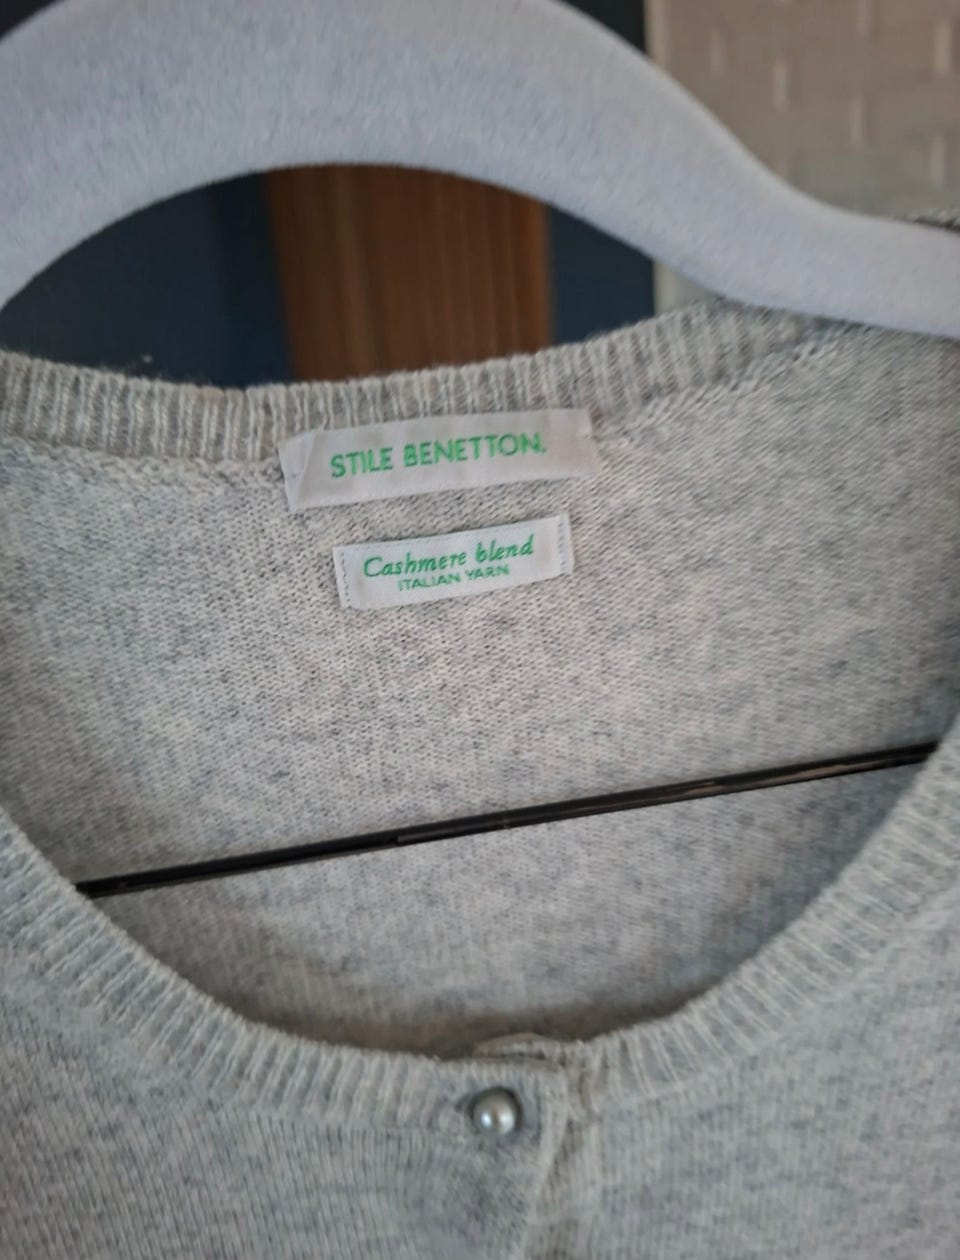 STILE BENETTON.
Cashmere blend
ITALIAN YARN